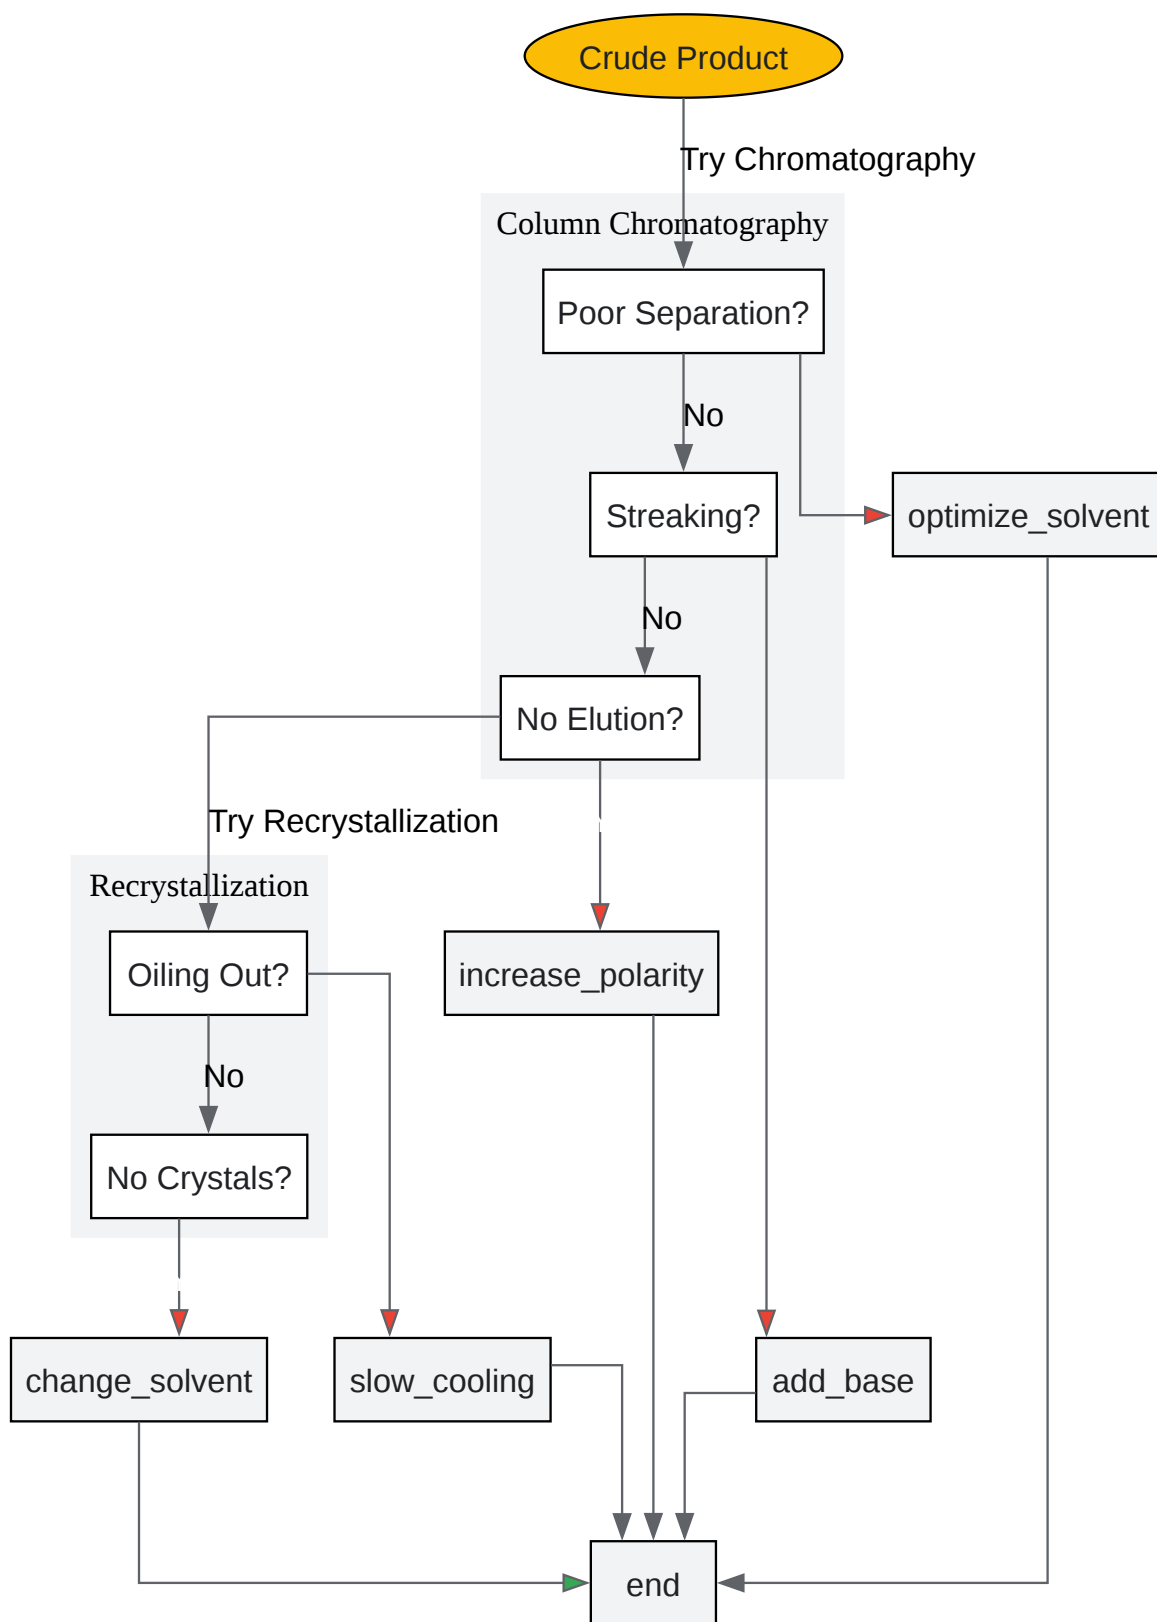 Crude Product
Try Chromatography
Column Chromatography
Poor Separation?
No
Streaking?
optimize_solvent
No
No Elution?
Try Recrystallization
Recrystallization
Oiling Out?
increase_polarity
No
No Crystals?
change_solvent
slow_cooling
add_base
end